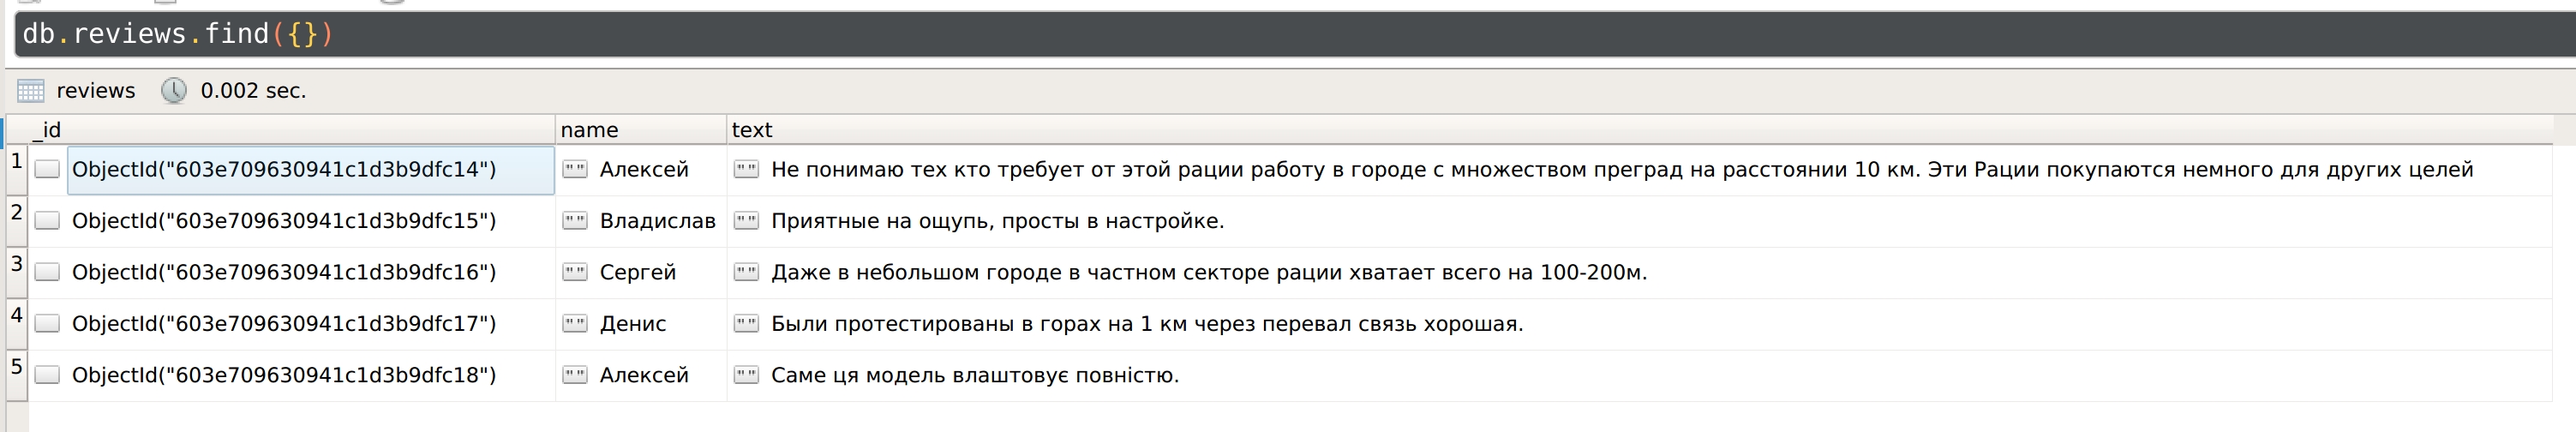 db.reviews.find({})
reviews 0.002 sec.
_id name text
1 ObjectId("603e709630941c1d3b9dfc14") "" Алексей "" Не понимаю тех кто требует от этой рации работу в городе с множеством преград на расстоянии 10 км. Эти Рации покупаются немного для других целей
2 ObjectId("603e709630941c1d3b9dfc15") "" Владислав "" Приятные на ощупь, просты в настройке.
3 ObjectId("603e709630941c1d3b9dfc16") "" Сергей "" Даже в небольшом городе в частном секторе рации хватает всего на 100-200м.
4 ObjectId("603e709630941c1d3b9dfc17") "" Денис "" Были протестированы в горах на 1 км через перевал связь хорошая.
5 ObjectId("603e709630941c1d3b9dfc18") "" Алексей "" Саме ця модель влаштовує повністю.